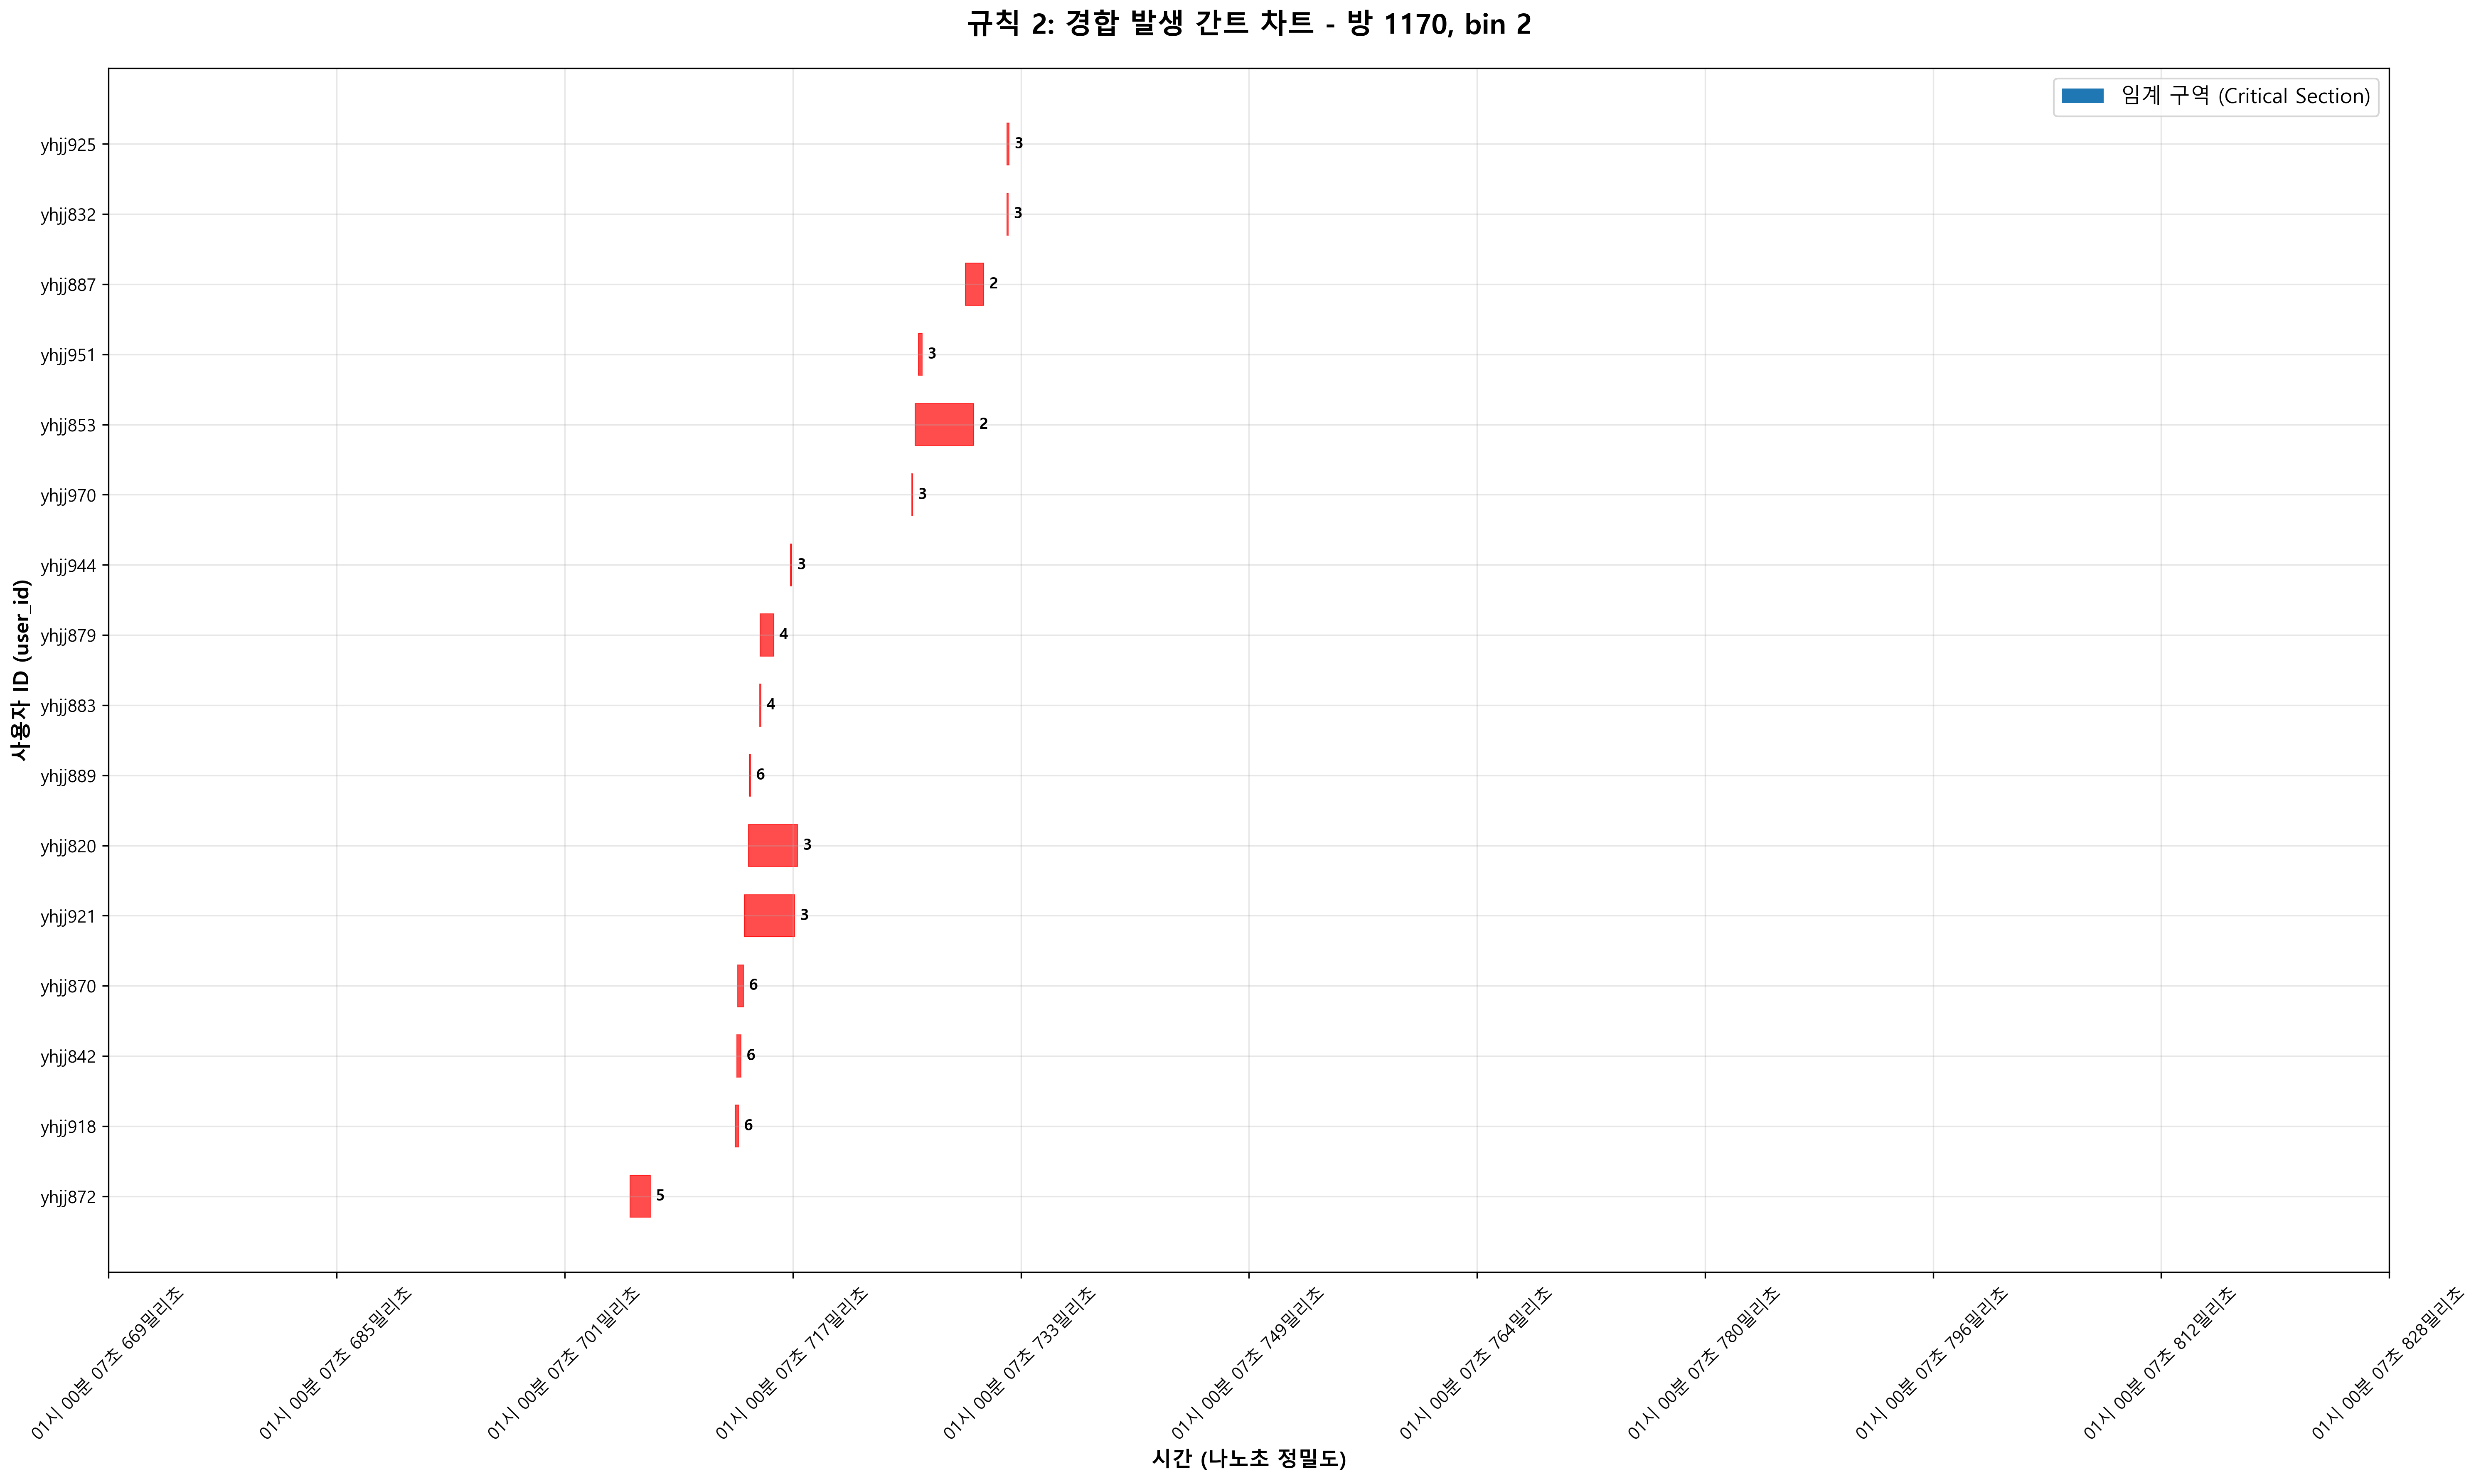 규칙 2: 경합 발생 간트 차트 - 방 1170, bin 2
임계 구역 (Critical Section)
사용자 ID (user_id)
yhjj925
3
yhjj832
3
yhjj887
2
yhjj951
3
yhjj853
2
yhjj970
3
yhjj944
3
yhjj879
4
yhjj883
4
yhjj889
6
yhjj820
3
yhjj921
3
yhjj870
6
yhjj842
6
yhjj918
6
yhjj872
5
01시 00분 07초 669밀리초
01시 00분 07초 685밀리초
01시 00분 07초 701밀리초
01시 00분 07초 717밀리초
01시 00분 07초 733밀리초
01시 00분 07초 749밀리초
01시 00분 07초 764밀리초
01시 00분 07초 780밀리초
01시 00분 07초 796밀리초
01시 00분 07초 812밀리초
01시 00분 07초 828밀리초
시간 (나노초 정밀도)